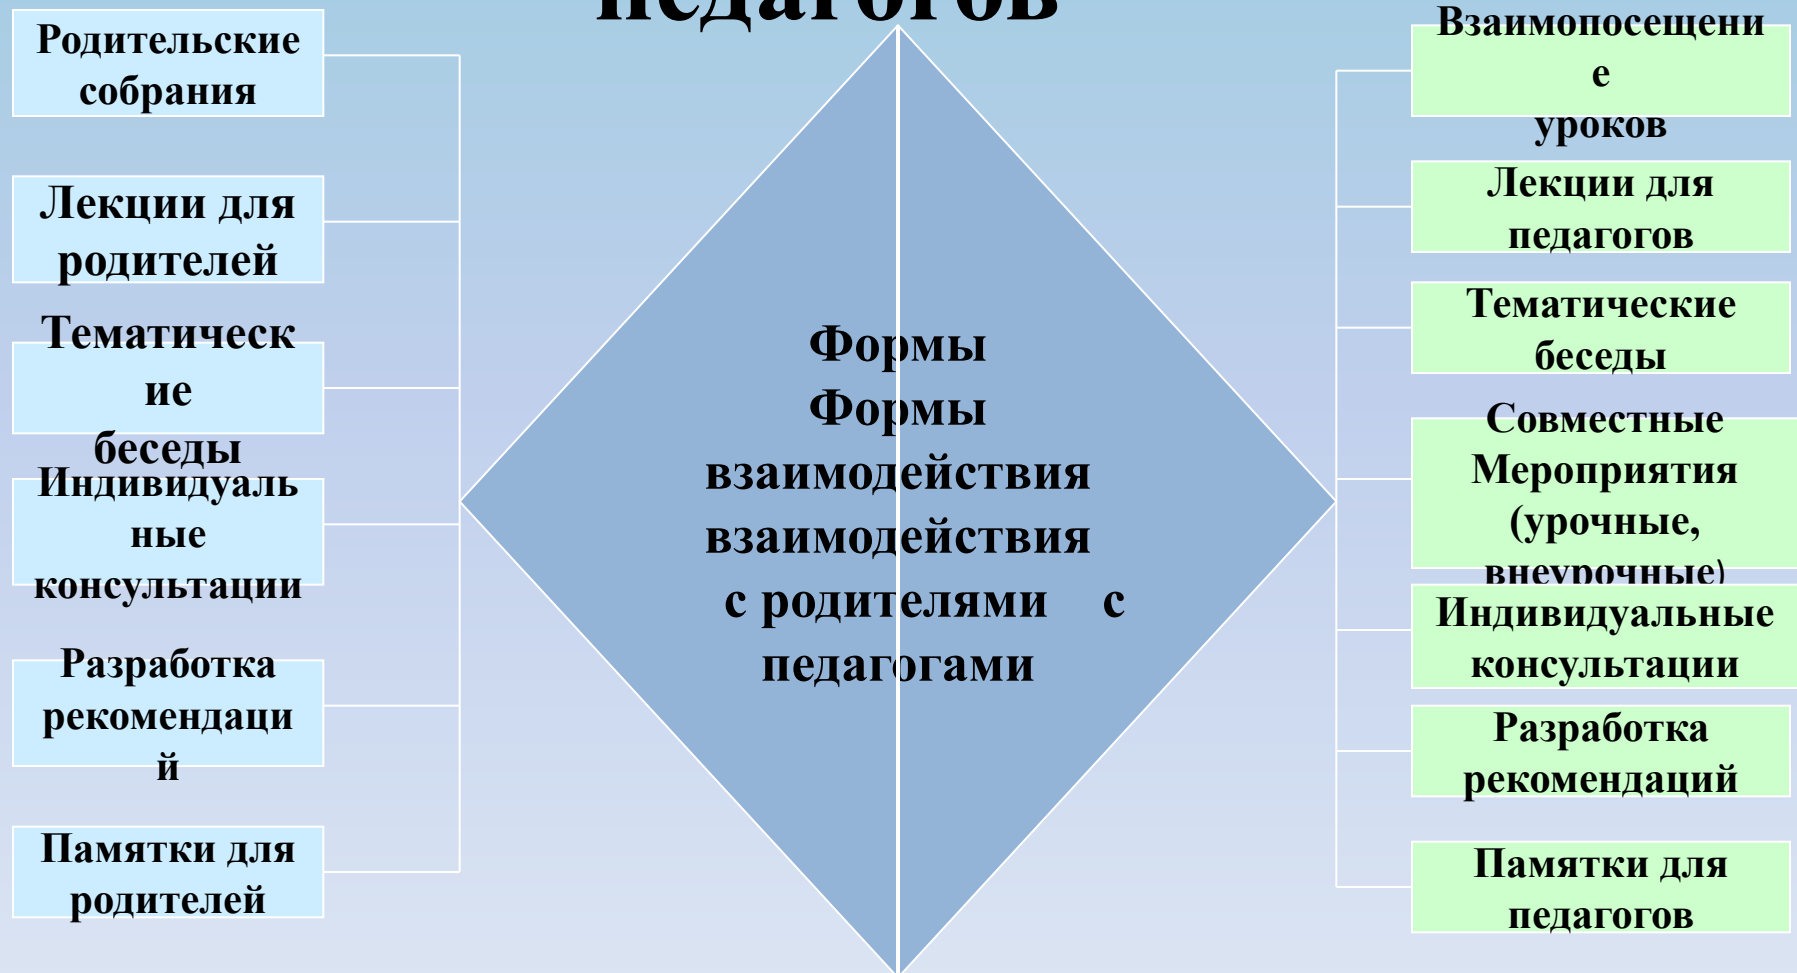 педагогов
Родительские
собрания
Лекции для
родителей
Тематическ
ие
беседы
Индивидуаль
ные
консультации
Разработка
рекомендаци
й
Памятки для
родителей
Формы
Формы
взаимодействия
взаимодействия
с родителями с
педагогами
Взаимопосещени
е
уроков
Лекции для
педагогов
Тематические
беседы
Совместные
Мероприятия
(урочные,
внеурочные)
Индивидуальные
консультации
Разработка
рекомендаций
Памятки для
педагогов